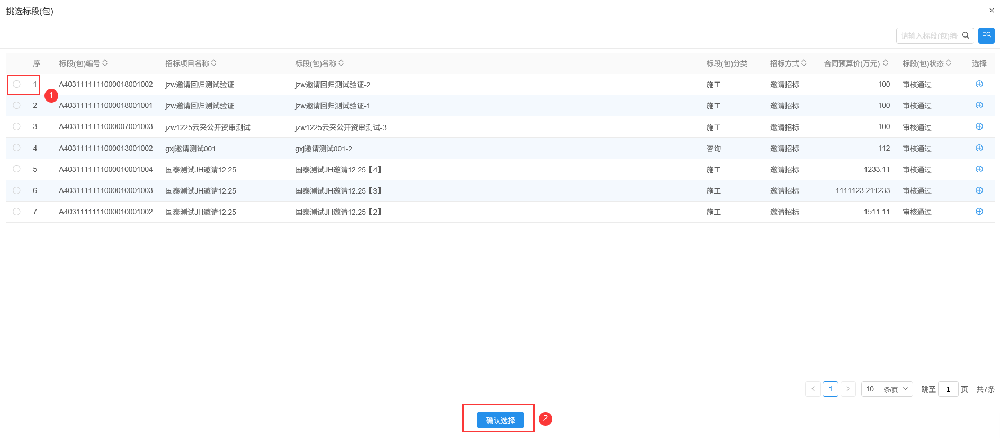 挑选标段(包)
×
请输入标段(包)编
序 标段(包)编号 招标项目名称 标段(包)名称 标段(包)分类... 招标方式 合同预算价(万元) 标段(包)状态 选择
1 A4031111111000018001002 jzw邀请回归测试验证 jzw邀请回归测试验证-2 施工 邀请招标 100 审核通过
1
2 A4031111111000018001001 jzw邀请回归测试验证 jzw邀请回归测试验证-1 施工 邀请招标 100 审核通过
3 A4031111111000007001003 jzw1225云采公开资审测试 jzw1225云采公开资审测试-3 施工 邀请招标 100 审核通过
4 A4031111111000013001002 gxj邀请测试001 gxj邀请测试001-2 咨询 邀请招标 112 审核通过
5 A4031111111000010001004 国泰测试JH邀请12.25 国泰测试JH邀请12.25【4】 施工 邀请招标 1233.11 审核通过
6 A4031111111000010001003 国泰测试JH邀请12.25 国泰测试JH邀请12.25【3】 施工 邀请招标 1111123.211233 审核通过
7 A4031111111000010001002 国泰测试JH邀请12.25 国泰测试JH邀请12.25【2】 施工 邀请招标 1511.11 审核通过
1 10 条/页 跳至 1 页 共7条
确认选择 2